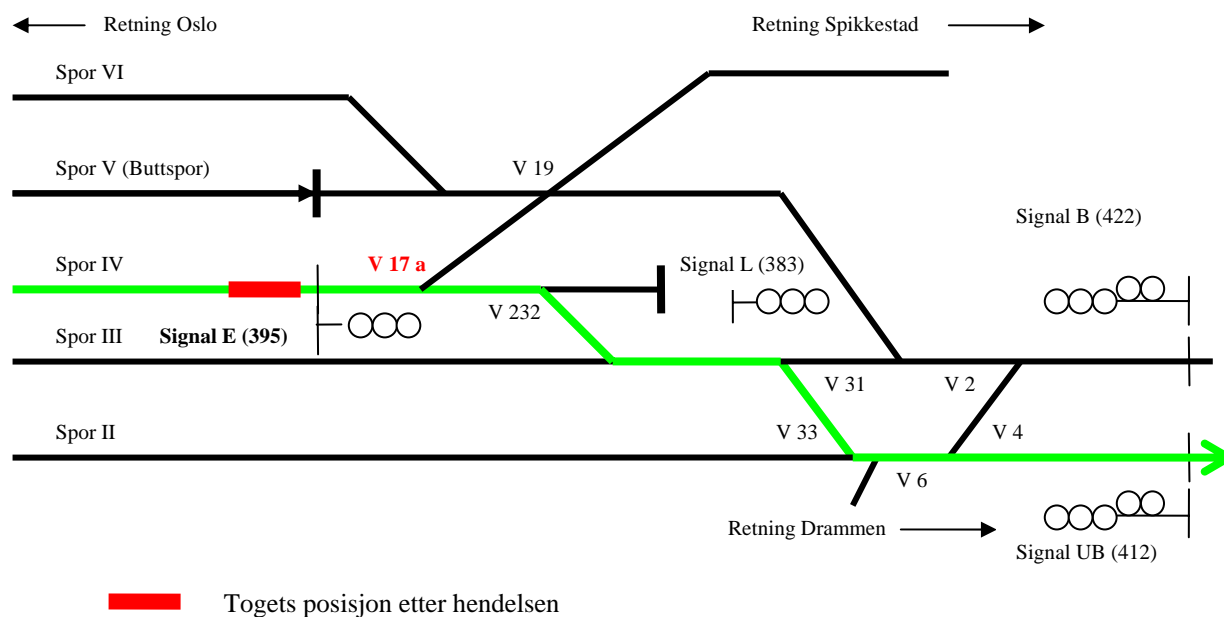 Retning Oslo
Retning Spikkestad
Spor VI
Spor V (Buttspor)
V 19
Signal B (422)
Spor IV
V 17 a
Signal L (383)
V 232
Spor III
Signal E (395)
V 31
V 2
Spor II
V 33
V 4
V 6
Retning Drammen
Signal UB (412)
Togets posisjon etter hendelsen